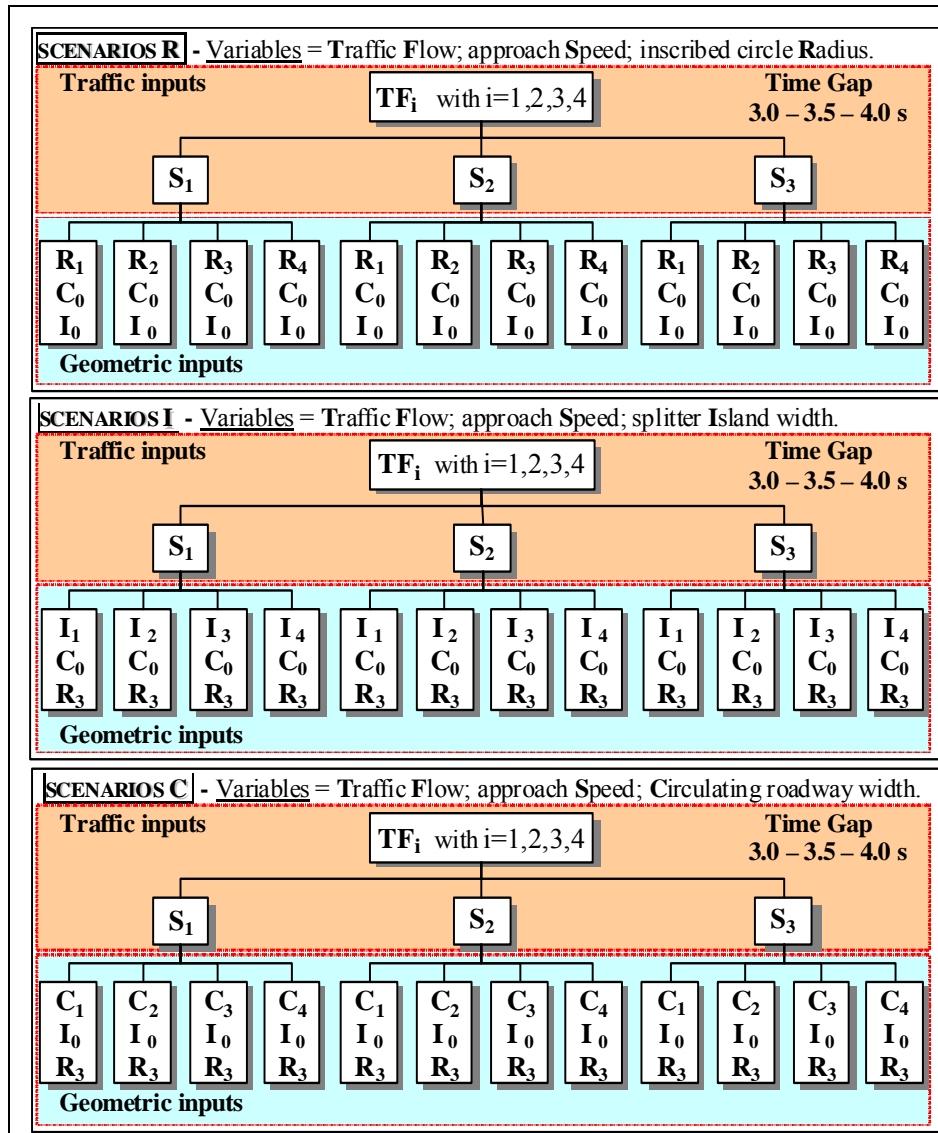 SCENARIOS R - Variables = Traffic Flow; approach Speed; inscribed circle Radius.
Traffic inputs
TFi with i=1,2,3,4
Time Gap
3.0 – 3.5 – 4.0 s
S1 S2 S3
R1 R2 R3 R4 R1 R2 R3 R4 R1 R2 R3 R4
C0 C0 C0 C0 C0 C0 C0 C0 C0 C0 C0 C0
I0 I0 I0 I0 I0 I0 I0 I0 I0 I0 I0 I0
Geometric inputs
SCENARIOS I - Variables = Traffic Flow; approach Speed; splitter Island width.
Traffic inputs
TFi with i=1,2,3,4
Time Gap
3.0 – 3.5 – 4.0 s
S1 S2 S3
I1 I2 I3 I4 I1 I2 I3 I4 I1 I2 I3 I4
C0 C0 C0 C0 C0 C0 C0 C0 C0 C0 C0 C0
R3 R3 R3 R3 R3 R3 R3 R3 R3 R3 R3 R3
Geometric inputs
SCENARIOS C - Variables = Traffic Flow; approach Speed; Circulating roadway width.
Traffic inputs
TFi with i=1,2,3,4
Time Gap
3.0 – 3.5 – 4.0 s
S1 S2 S3
C1 C2 C3 C4 C1 C2 C3 C4 C1 C2 C3 C4
I0 I0 I0 I0 I0 I0 I0 I0 I0 I0 I0 I0
R3 R3 R3 R3 R3 R3 R3 R3 R3 R3 R3 R3
Geometric inputs